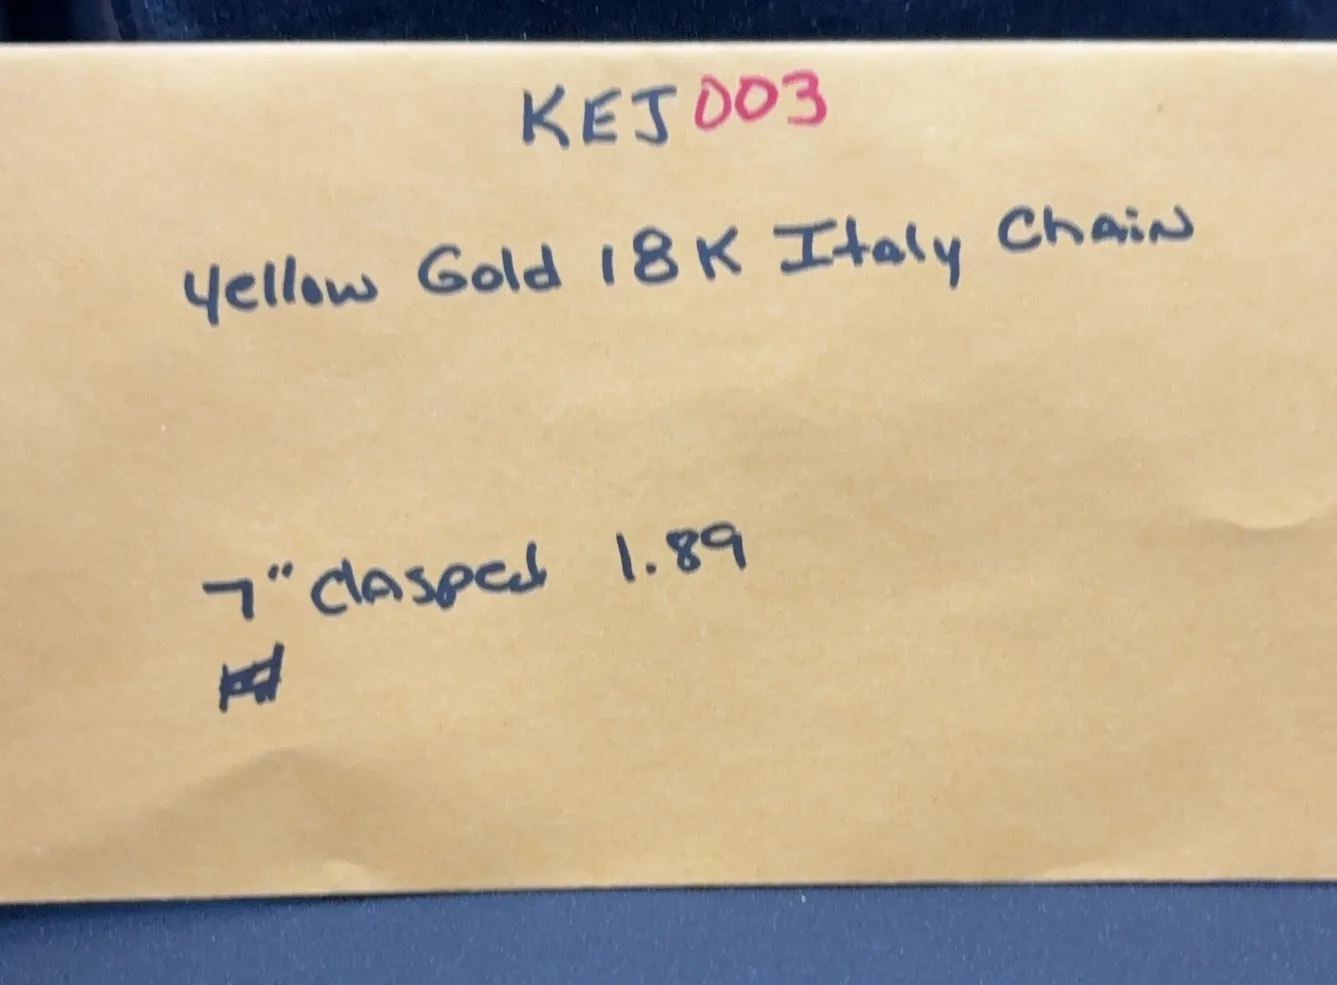 KEJ003
Yellow Gold 18K Italy Chain
7" clasped 1.89